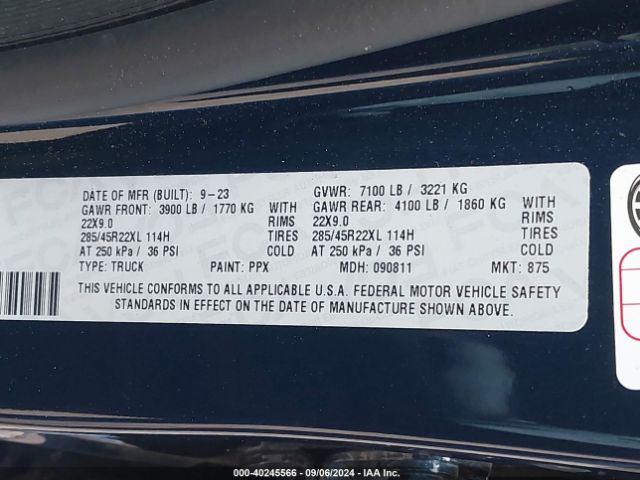 DATE OF MFR (BUILT): 9-23 GVWR: 7100 LB / 3221 KG
GAWR FRONT: 3900 LB / 1770 KG WITH GAWR REAR: 4100 LB / 1860 KG WITH
22X9.0 RIMS 22X9.0 RIMS
285/45R22XL 114H TIRES 285/45R22XL 114H TIRES
AT 250 kPa / 36 PSI COLD AT 250 kPa / 36 PSI COLD
TYPE: TRUCK PAINT: PPX MDH: 090811 MKT: 875
THIS VEHICLE CONFORMS TO ALL APPLICABLE U.S.A. FEDERAL MOTOR VEHICLE SAFETY
STANDARDS IN EFFECT ON THE DATE OF MANUFACTURE SHOWN ABOVE.
000-40245566 - 09/06/2024 - IAA Inc.